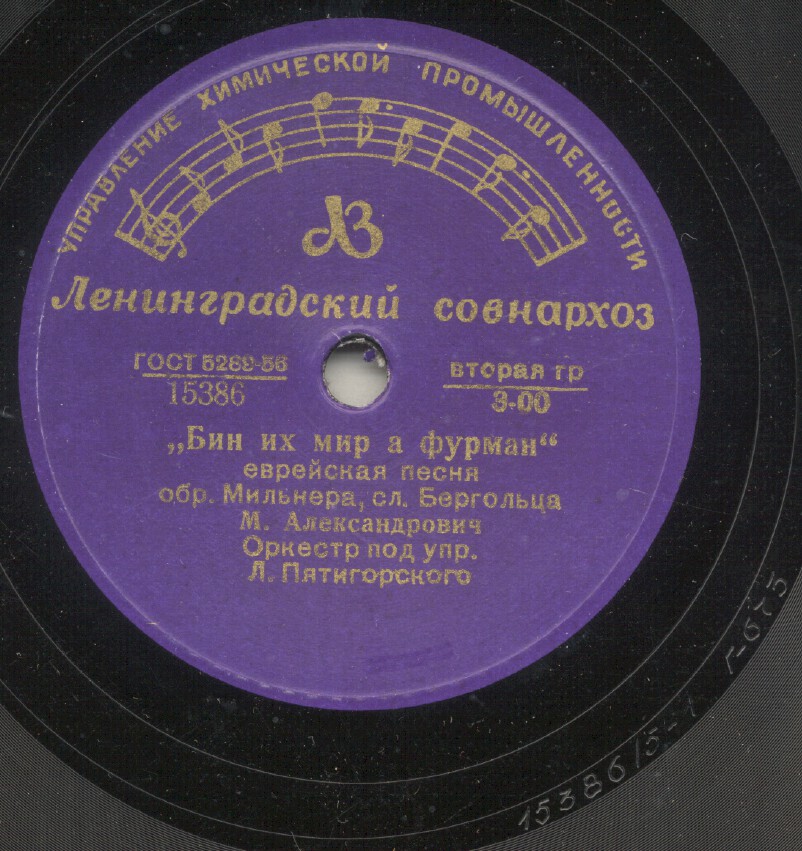 УПРАВЛЕНИЕ ХИМИЧЕСКОЙ ПРОМЫШЛЕННОСТИ
ЛЗ
Ленинградский совнархоз
ГОСТ 5289-56
15386
вторая гр
3-00
„Бин их мир а фурман“
еврейская песня
обр. Мильнера, сл. Бергольца
М. Александрович
Оркестр под упр.
Л. Пятигорского
15386/5-1 Г-675